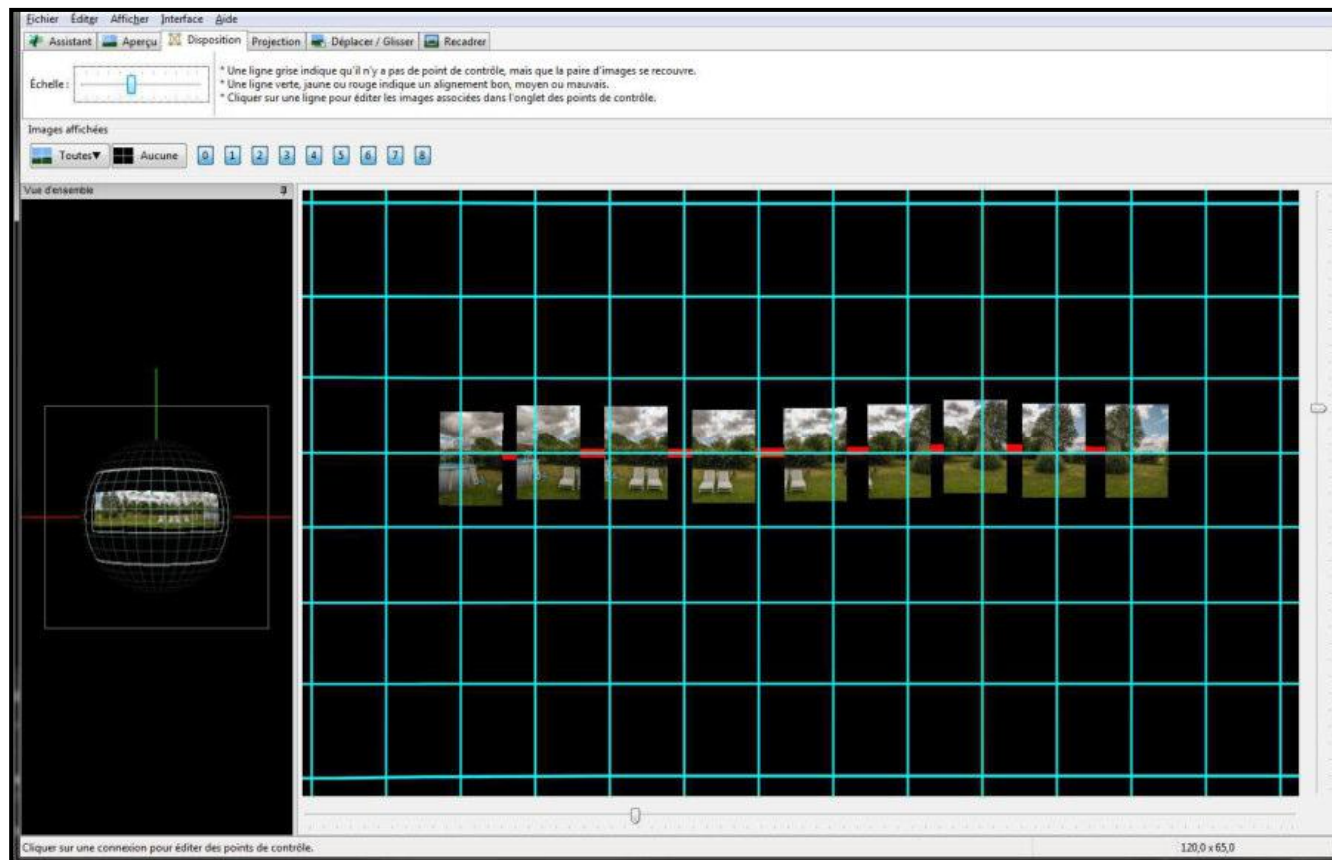 Fichier Éditer Afficher Interface Aide
Assistant Aperçu Disposition Projection Déplacer / Glisser Recadrer
Échelle :
* Une ligne grise indique qu'il n'y a pas de point de contrôle, mais que la paire d'images se recouvre.
* Une ligne verte, jaune ou rouge indique un alignement bon, moyen ou mauvais.
* Cliquer sur une ligne pour éditer les images associées dans l'onglet des points de contrôle.
Images affichées
Toutes▼ Aucune 0 1 2 3 4 5 6 7 8
Vue d'ensemble
Cliquer sur une connexion pour éditer des points de contrôle. 120,0 x 65,0